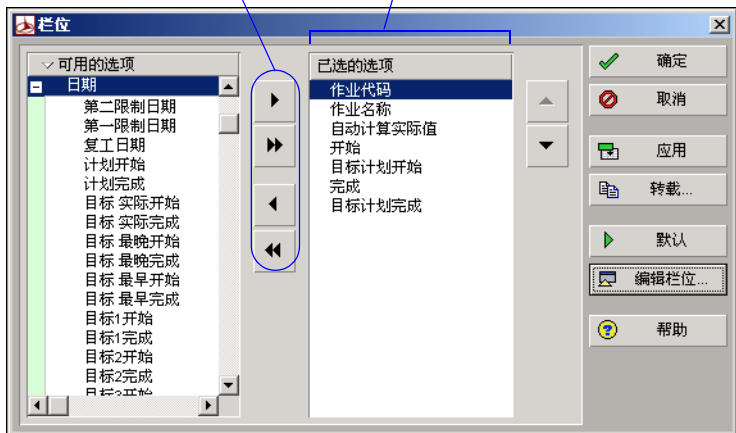 栏位
可用的选项
日期
第二限制日期
第一限制日期
复工日期
计划开始
计划完成
目标 实际开始
目标 实际完成
目标 最晚开始
目标 最晚完成
目标 最早开始
目标 最早完成
目标1开始
目标1完成
目标2开始
目标2完成
目标3开始
已选的选项
作业代码
作业名称
自动计算实际值
开始
目标计划开始
完成
目标计划完成
确定
取消
应用
转载...
默认
编辑栏位...
帮助